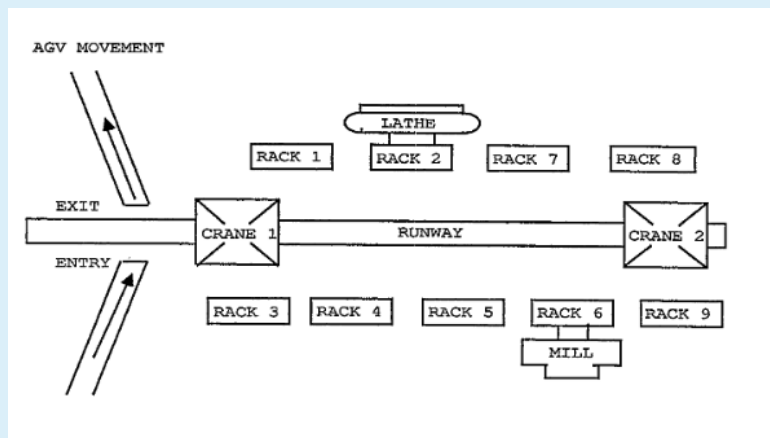 AGV MOVEMENT
LATHE
RACK 1
RACK 2
RACK 7
RACK 8
EXIT
CRANE 1
RUNWAY
CRANE 2
ENTRY
RACK 3
RACK 4
RACK 5
RACK 6
RACK 9
MILL